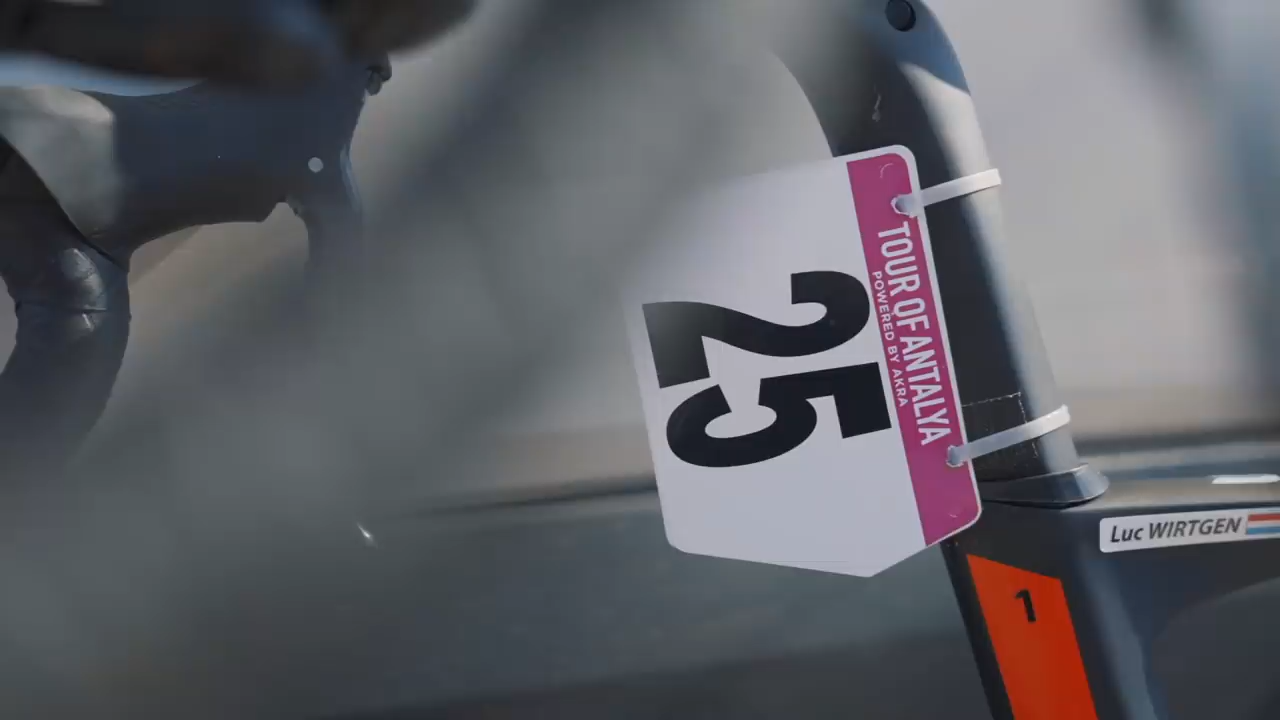 TOUR OF ANTALYA
POWERED BY AKRA
25
Luc WIRTGEN
1